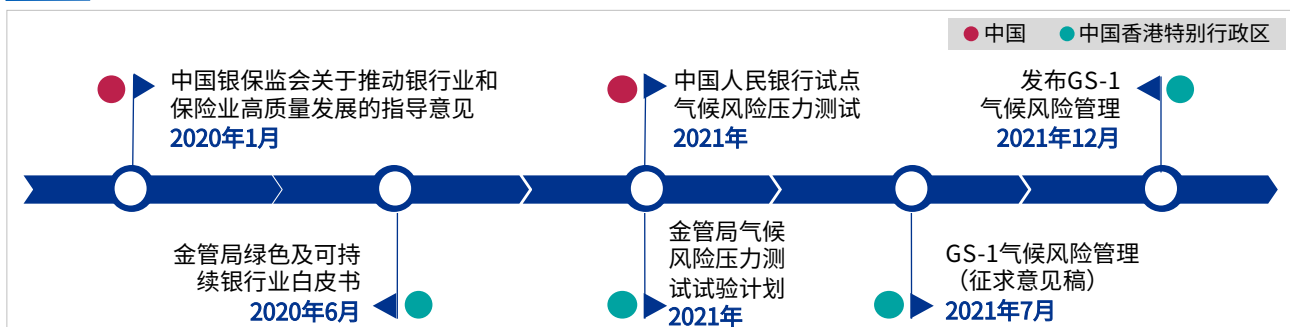 中国 中国香港特别行政区
中国银保监会关于推动银行业和
保险业高质量发展的指导意见
2020年1月
中国人民银行试点
气候风险压力测试
2021年
发布GS-1
气候风险管理
2021年12月
金管局绿色及可持
续银行业白皮书
2020年6月
金管局气候
风险压力测
试试验计划
2021年
GS-1气候风险管理
（征求意见稿）
2021年7月